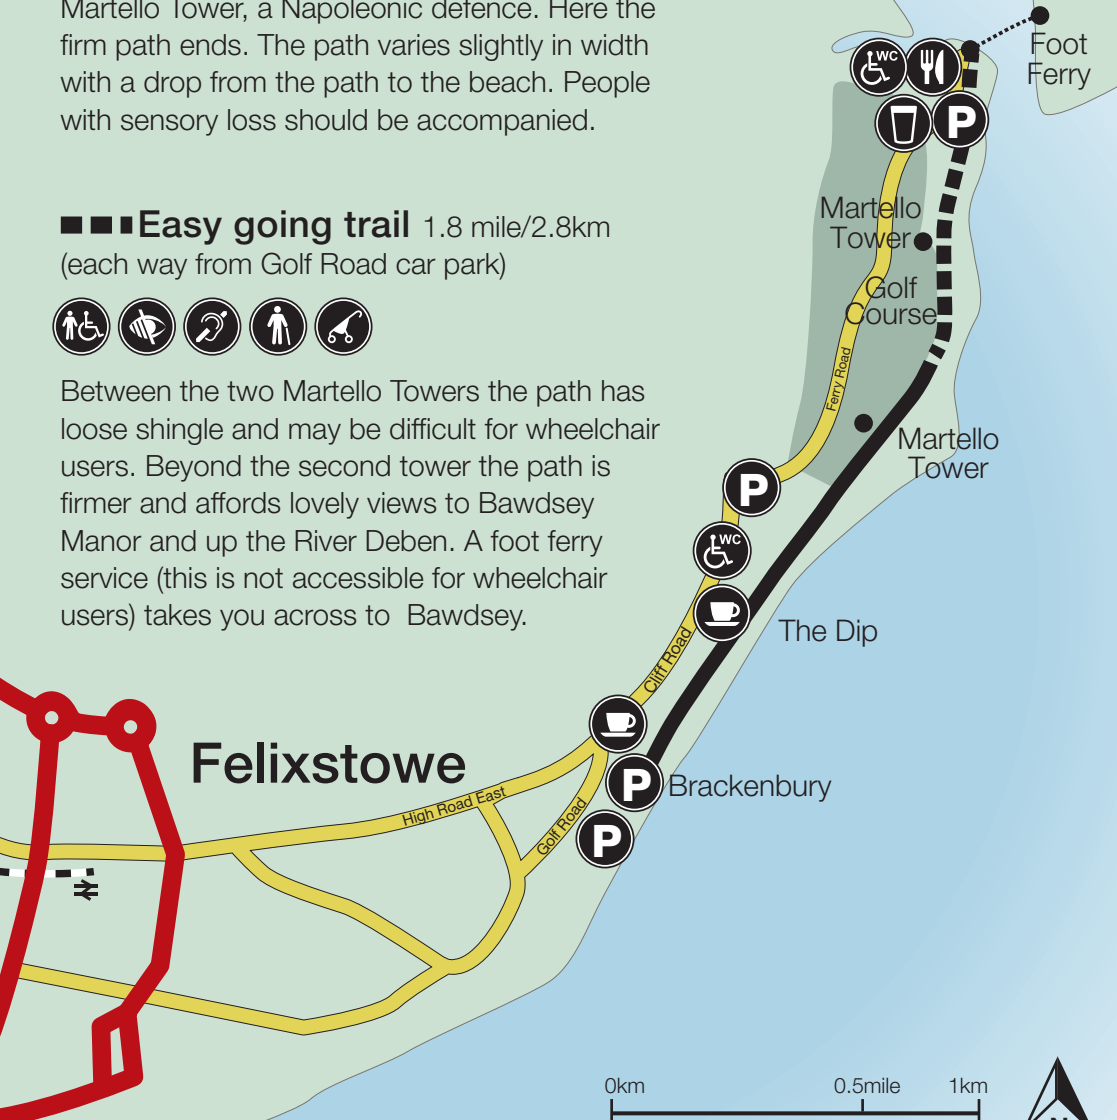 Martello Tower, a Napoleonic defence. Here the
firm path ends. The path varies slightly in width
with a drop from the path to the beach. People
with sensory loss should be accompanied.
Easy going trail 1.8 mile/2.8km
(each way from Golf Road car park)
Between the two Martello Towers the path has
loose shingle and may be difficult for wheelchair
users. Beyond the second tower the path is
firmer and affords lovely views to Bawdsey
Manor and up the River Deben. A foot ferry
service (this is not accessible for wheelchair
users) takes you across to Bawdsey.
WC
P
Foot
Ferry
Martello
Tower
Golf
Course
Ferry Road
Martello
Tower
P
WC
The Dip
Cliff Road
Felixstowe
P
Brackenbury
High Road East
Golf Road
P
0km
0.5mile
1km
N